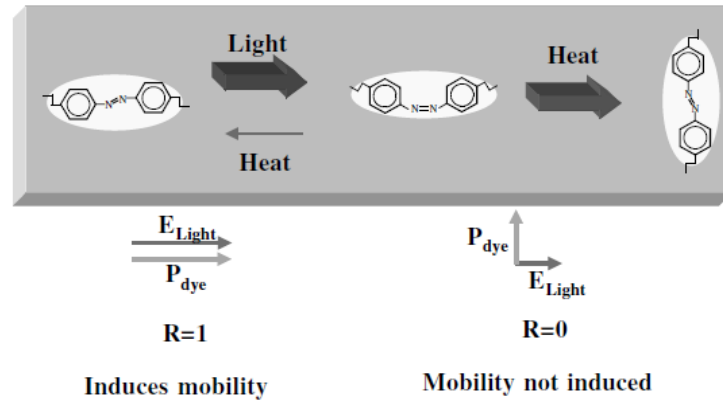 Light
Heat
N N
N N
N N
Heat
E_Light
P_dye
P_dye
E_Light
R=1
R=0
Induces mobility
Mobility not induced